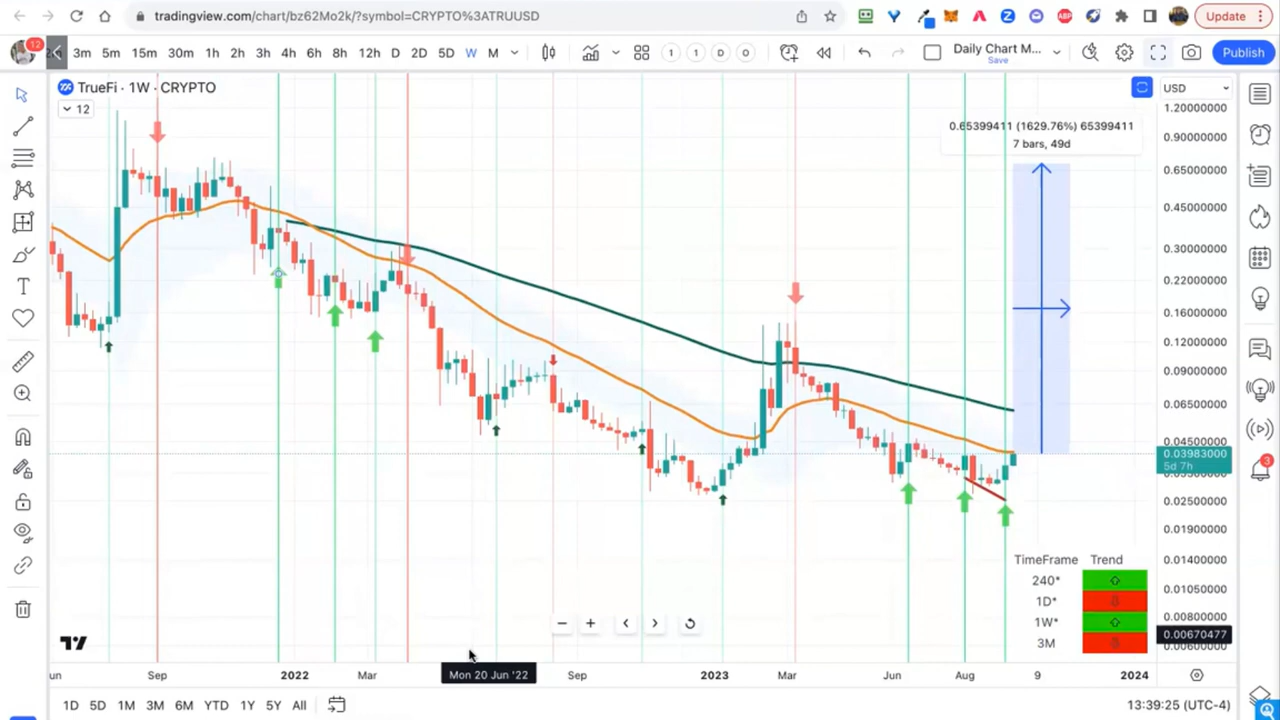 tradingview.com/chart/bz62Mo2k/?symbol=CRYPTO%3ATRUUSD
ABP
Update
12
3m 5m 15m 30m 1h 2h 3h 4h 6h 8h 12h D 2D 5D W M
1 1 D
Daily Chart M...
Save
Publish
TrueFi · 1W · CRYPTO
12
USD
0.65399411 (1629.76%) 65399411
7 bars, 49d
1.20000000
0.90000000
0.65000000
0.45000000
0.30000000
0.22000000
0.16000000
0.12000000
0.09000000
0.06500000
0.04500000
0.03983000
5d 7h
0.02500000
0.01900000
0.01400000
0.01050000
0.00800000
0.00670477
TimeFrame Trend
240*
1D*
1W*
3M
3
Sep 2022 Mar Mon 20 Jun '22 Sep 2023 Mar Jun Aug 9 2024
1D 5D 1M 3M 6M YTD 1Y 5Y All
13:39:25 (UTC-4)